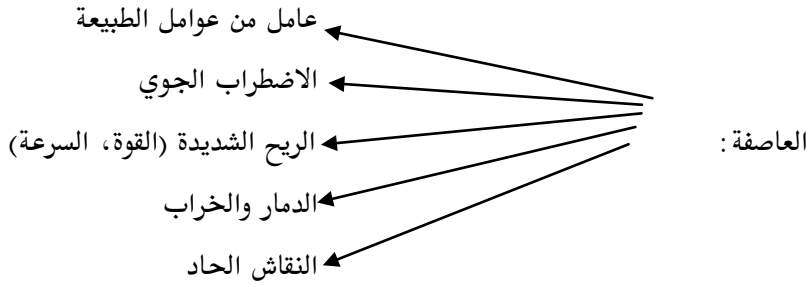 عامل من عوامل الطبيعة
الاضطراب الجوي
العاصفة: الريح الشديدة (القوة، السرعة)
الدمار والخراب
النقاش الحاد